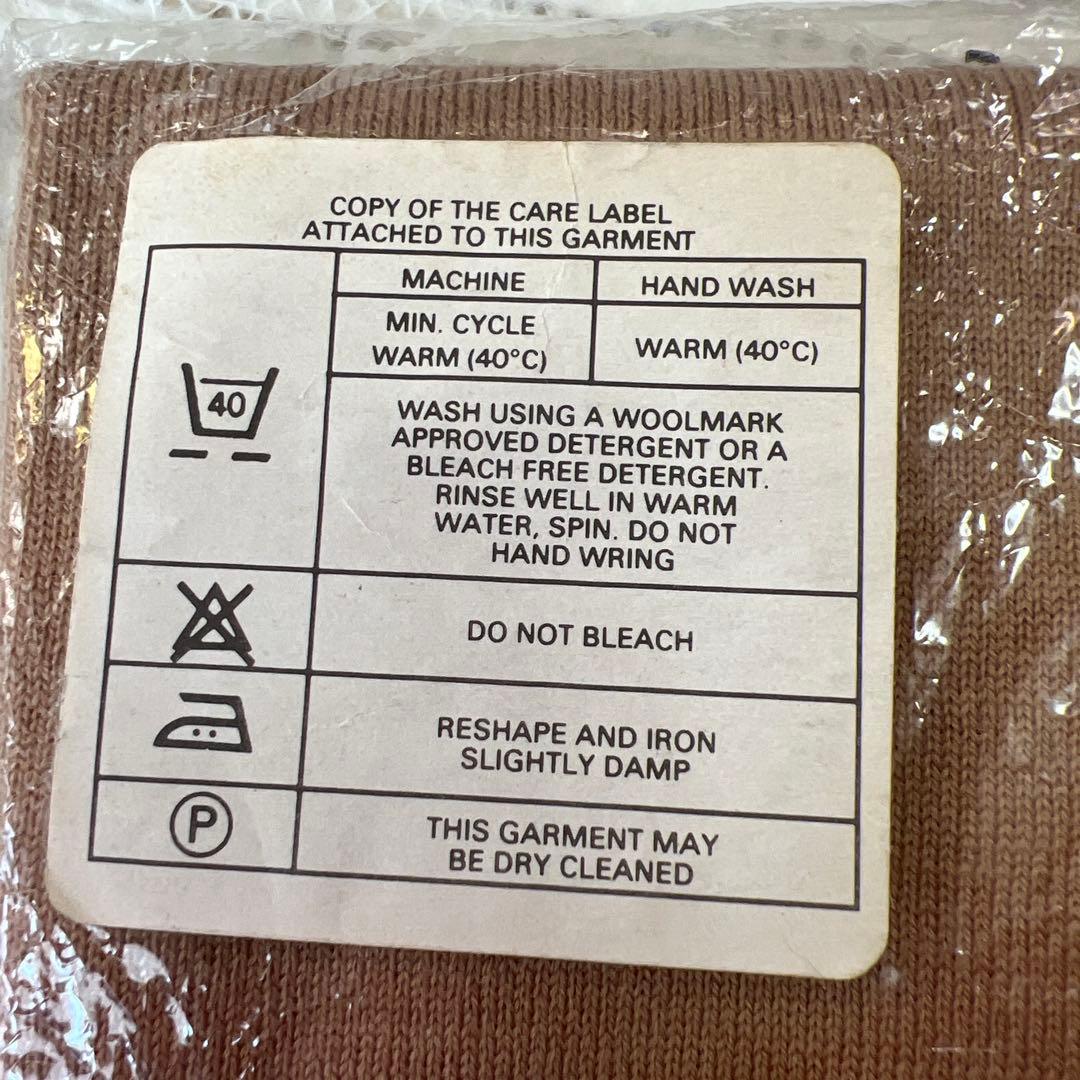 COPY OF THE CARE LABEL
ATTACHED TO THIS GARMENT
MACHINE
HAND WASH
MIN. CYCLE
WARM (40°C)
WARM (40°C)
40
WASH USING A WOOLMARK
APPROVED DETERGENT OR A
BLEACH FREE DETERGENT.
RINSE WELL IN WARM
WATER, SPIN. DO NOT
HAND WRING
DO NOT BLEACH
RESHAPE AND IRON
SLIGHTLY DAMP
P
THIS GARMENT MAY
BE DRY CLEANED